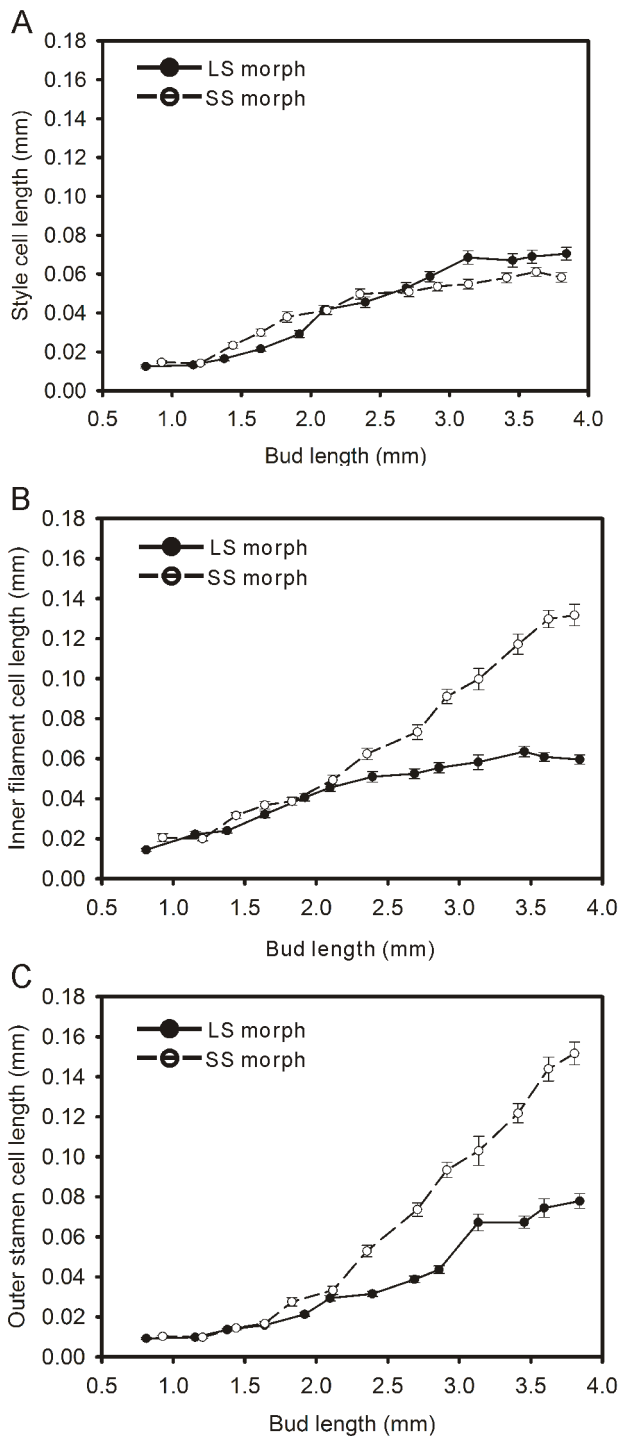 A
Style cell length (mm)
0.18
0.16
0.14
0.12
0.10
0.08
0.06
0.04
0.02
0.00
LS morph
SS morph
0.5 1.0 1.5 2.0 2.5 3.0 3.5 4.0
Bud length (mm)
B
Inner filament cell length (mm)
0.18
0.16
0.14
0.12
0.10
0.08
0.06
0.04
0.02
0.00
LS morph
SS morph
0.5 1.0 1.5 2.0 2.5 3.0 3.5 4.0
Bud length (mm)
C
Outer stamen cell length (mm)
0.18
0.16
0.14
0.12
0.10
0.08
0.06
0.04
0.02
0.00
LS morph
SS morph
0.5 1.0 1.5 2.0 2.5 3.0 3.5 4.0
Bud length (mm)